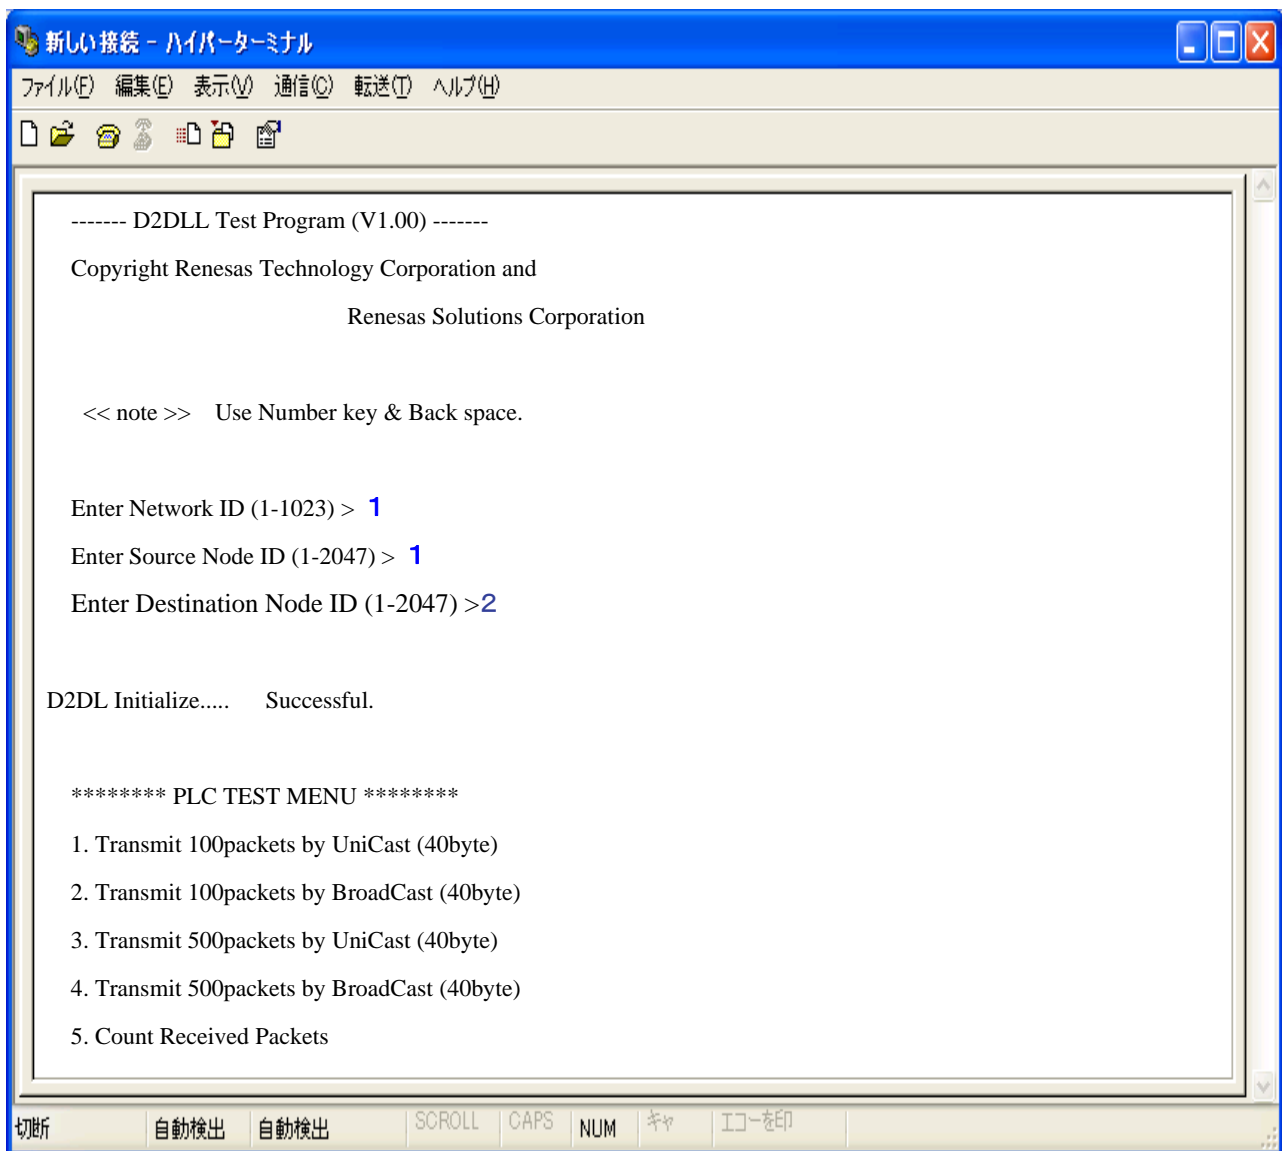 新しい接続 - ハイパーターミナル
ファイル(F) 編集(E) 表示(V) 通信(C) 転送(T) ヘルプ(H)
------- D2DLL Test Program (V1.00) -------
Copyright Renesas Technology Corporation and
Renesas Solutions Corporation
<< note >> Use Number key & Back space.
Enter Network ID (1-1023) > 1
Enter Source Node ID (1-2047) > 1
Enter Destination Node ID (1-2047) >2
D2DL Initialize..... Successful.
******** PLC TEST MENU ********
1. Transmit 100packets by UniCast (40byte)
2. Transmit 100packets by BroadCast (40byte)
3. Transmit 500packets by UniCast (40byte)
4. Transmit 500packets by BroadCast (40byte)
5. Count Received Packets
切断 自動検出 自動検出 SCROLL CAPS NUM キャ エコーを印